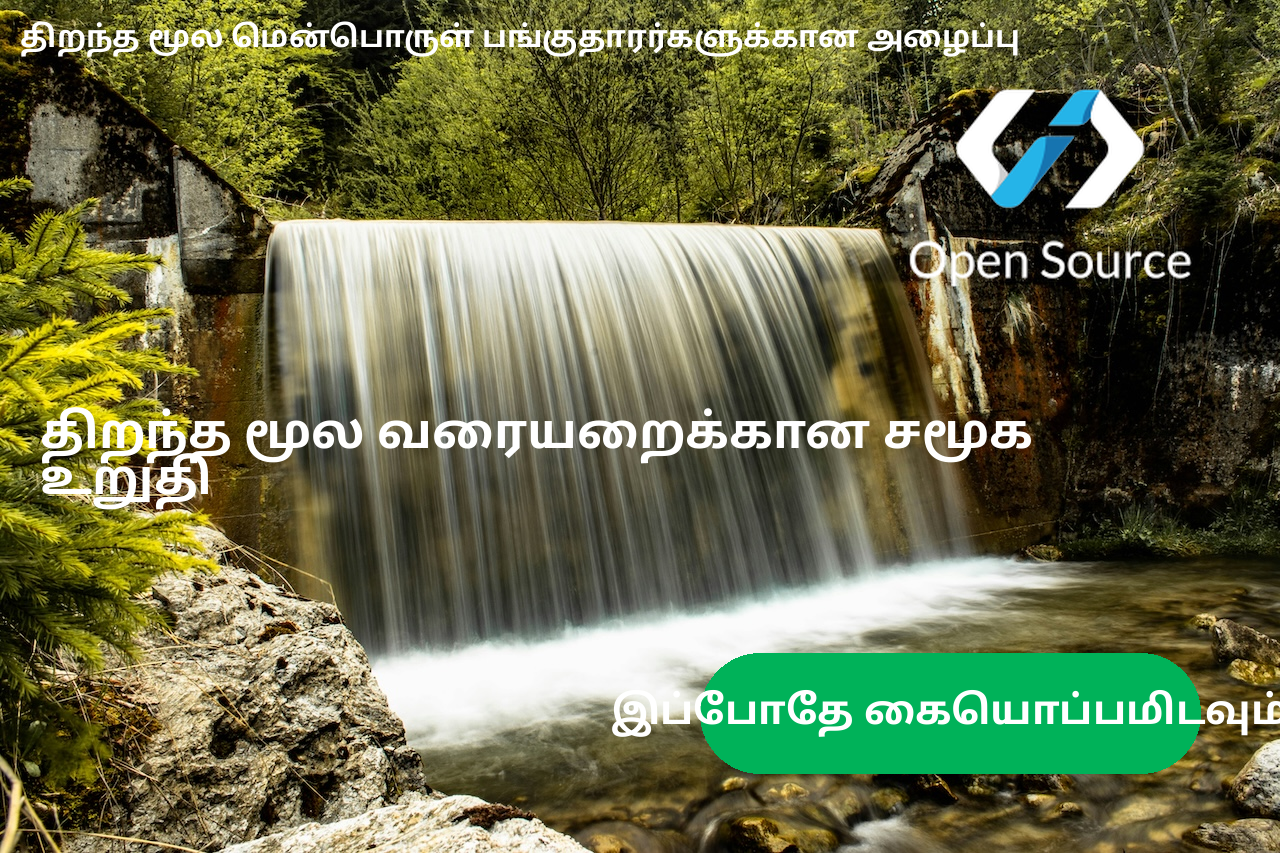 திறந்த மூல மென்பொருள் பங்குதாரர்களுக்கான அழைப்பு
Open Source
திறந்த மூல வரையறைக்கான சமூக
உறுதி
இப்போதே கையொப்பமிடவும்